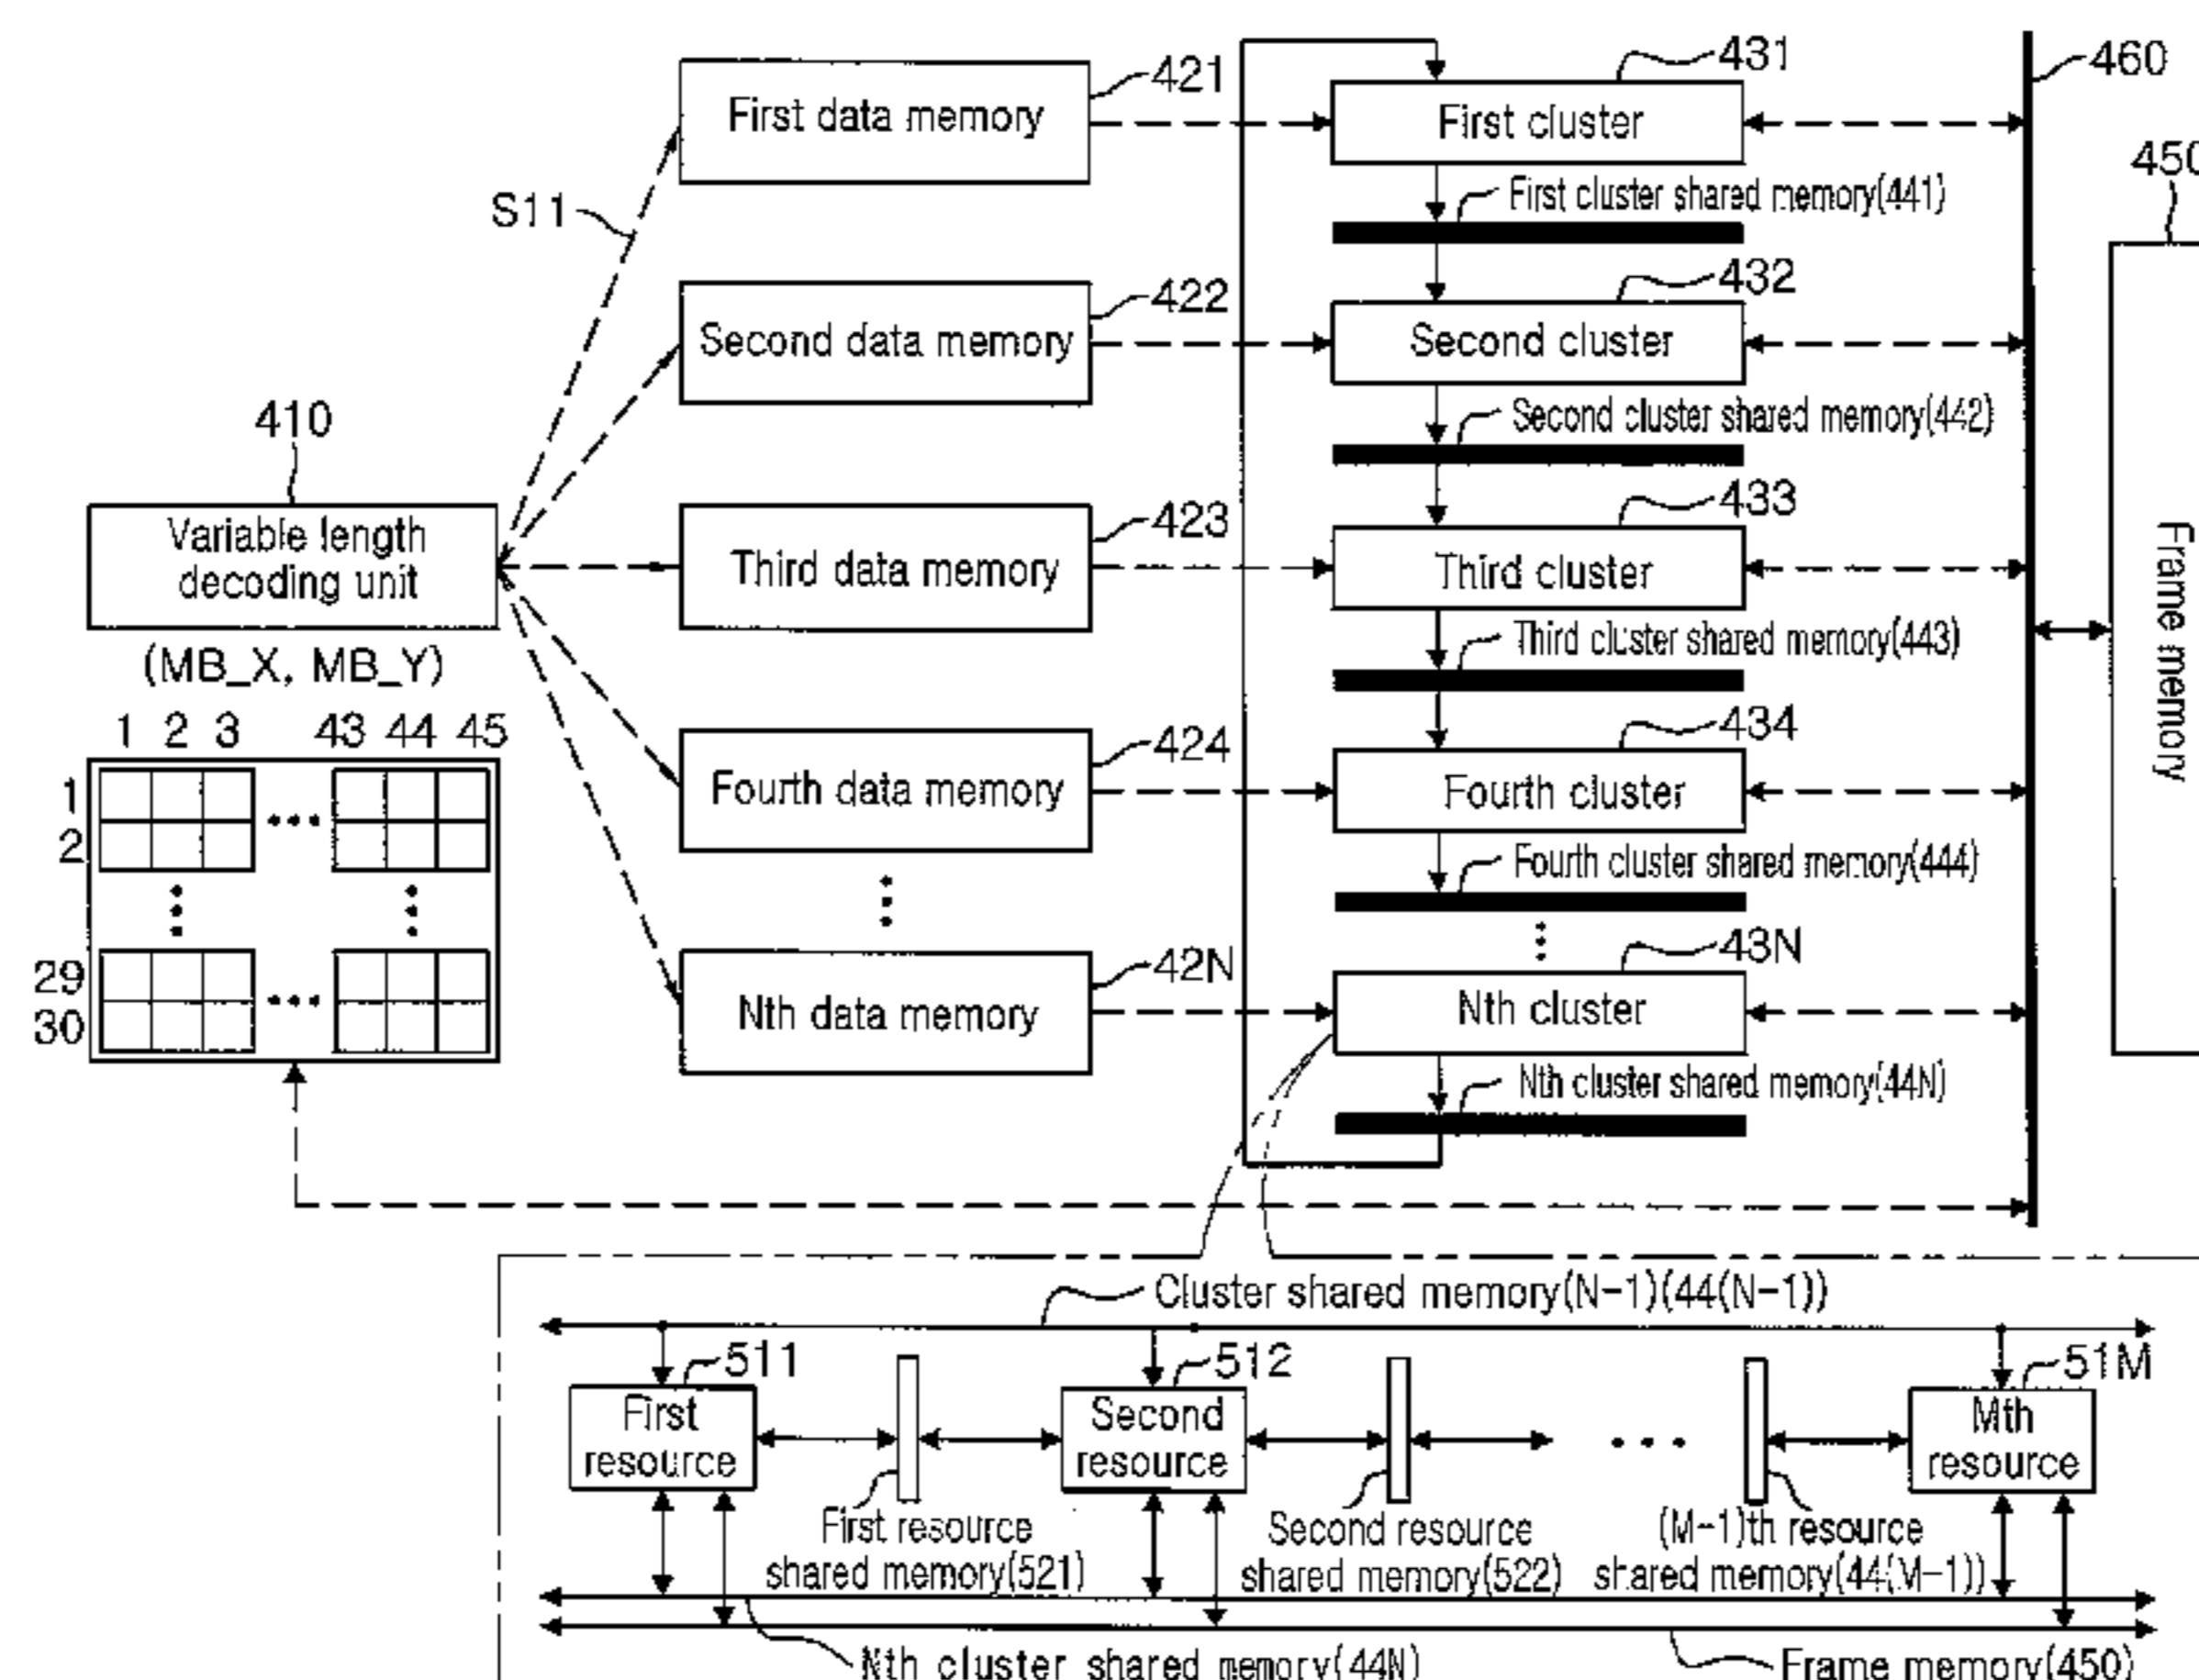 421
First data memory
431
First cluster
460
450
S11
First cluster shared memory(441)
422
Second data memory
432
Second cluster
Second cluster shared memory(442)
410
Variable length
decoding unit
(MB_X, MB_Y)
423
Third data memory
433
Third cluster
Third cluster shared memory(443)
Frame memory
1 2 3 43 44 45
1
2
29
30
424
Fourth data memory
434
Fourth cluster
Fourth cluster shared memory(444)
42N
Nth data memory
43N
Nth cluster
Nth cluster shared memory(44N)
Cluster shared memory(N-1)(44(N-1))
511
First
resource
512
Second
resource
51M
Mth
resource
First resource
shared memory(521)
Second resource
shared memory(522)
(M-1)th resource
shared memory(44(M-1))
Nth cluster shared memory(44N)
Frame memory(450)